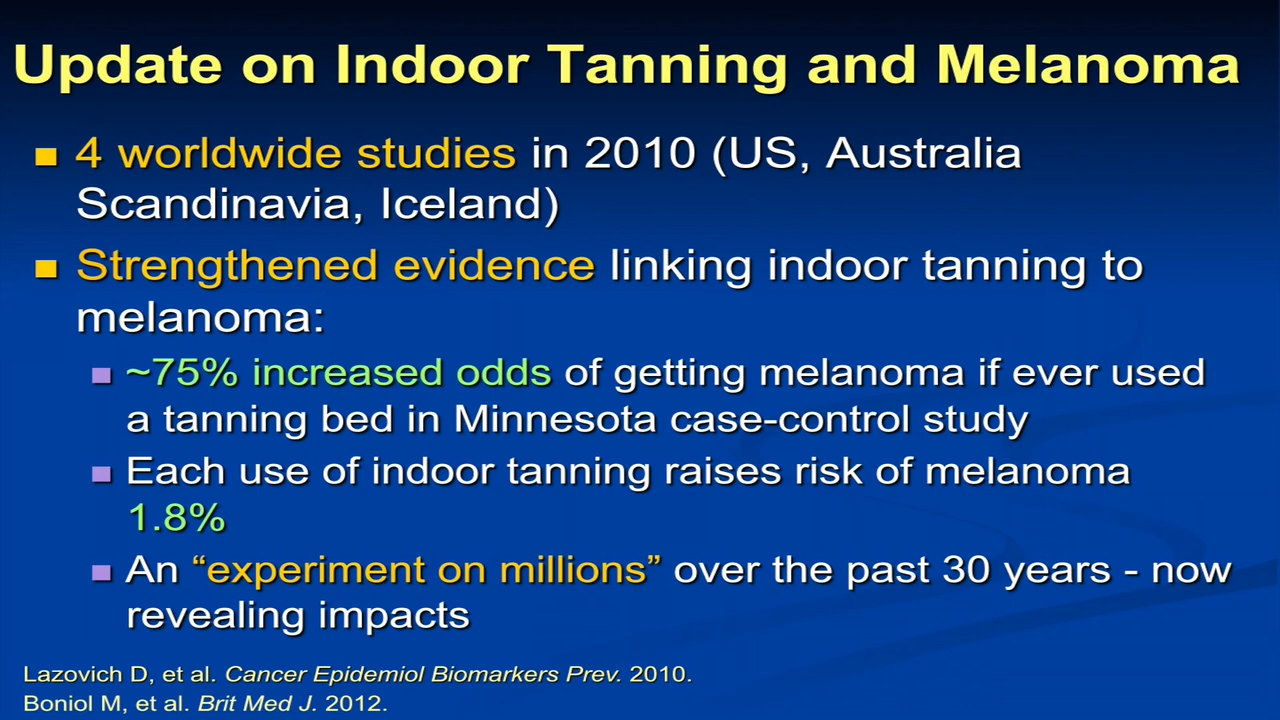 Update on Indoor Tanning and Melanoma
4 worldwide studies in 2010 (US, Australia
Scandinavia, Iceland)
Strengthened evidence linking indoor tanning to
melanoma:
~75% increased odds of getting melanoma if ever used
a tanning bed in Minnesota case-control study
Each use of indoor tanning raises risk of melanoma
1.8%
An “experiment on millions” over the past 30 years - now
revealing impacts
Lazovich D, et al. Cancer Epidemiol Biomarkers Prev. 2010.
Boniol M, et al. Brit Med J. 2012.